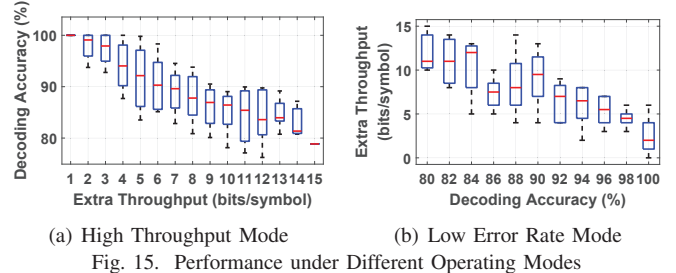 Decoding Accuracy (%)
100
90
80
1 2 3 4 5 6 7 8 9 10 11 12 13 14 15
Extra Throughput (bits/symbol)
(a) High Throughput Mode
Extra Throughput
(bits/symbol)
15
10
5
0
80 82 84 86 88 90 92 94 96 98 100
Decoding Accuracy (%)
(b) Low Error Rate Mode
Fig. 15. Performance under Different Operating Modes